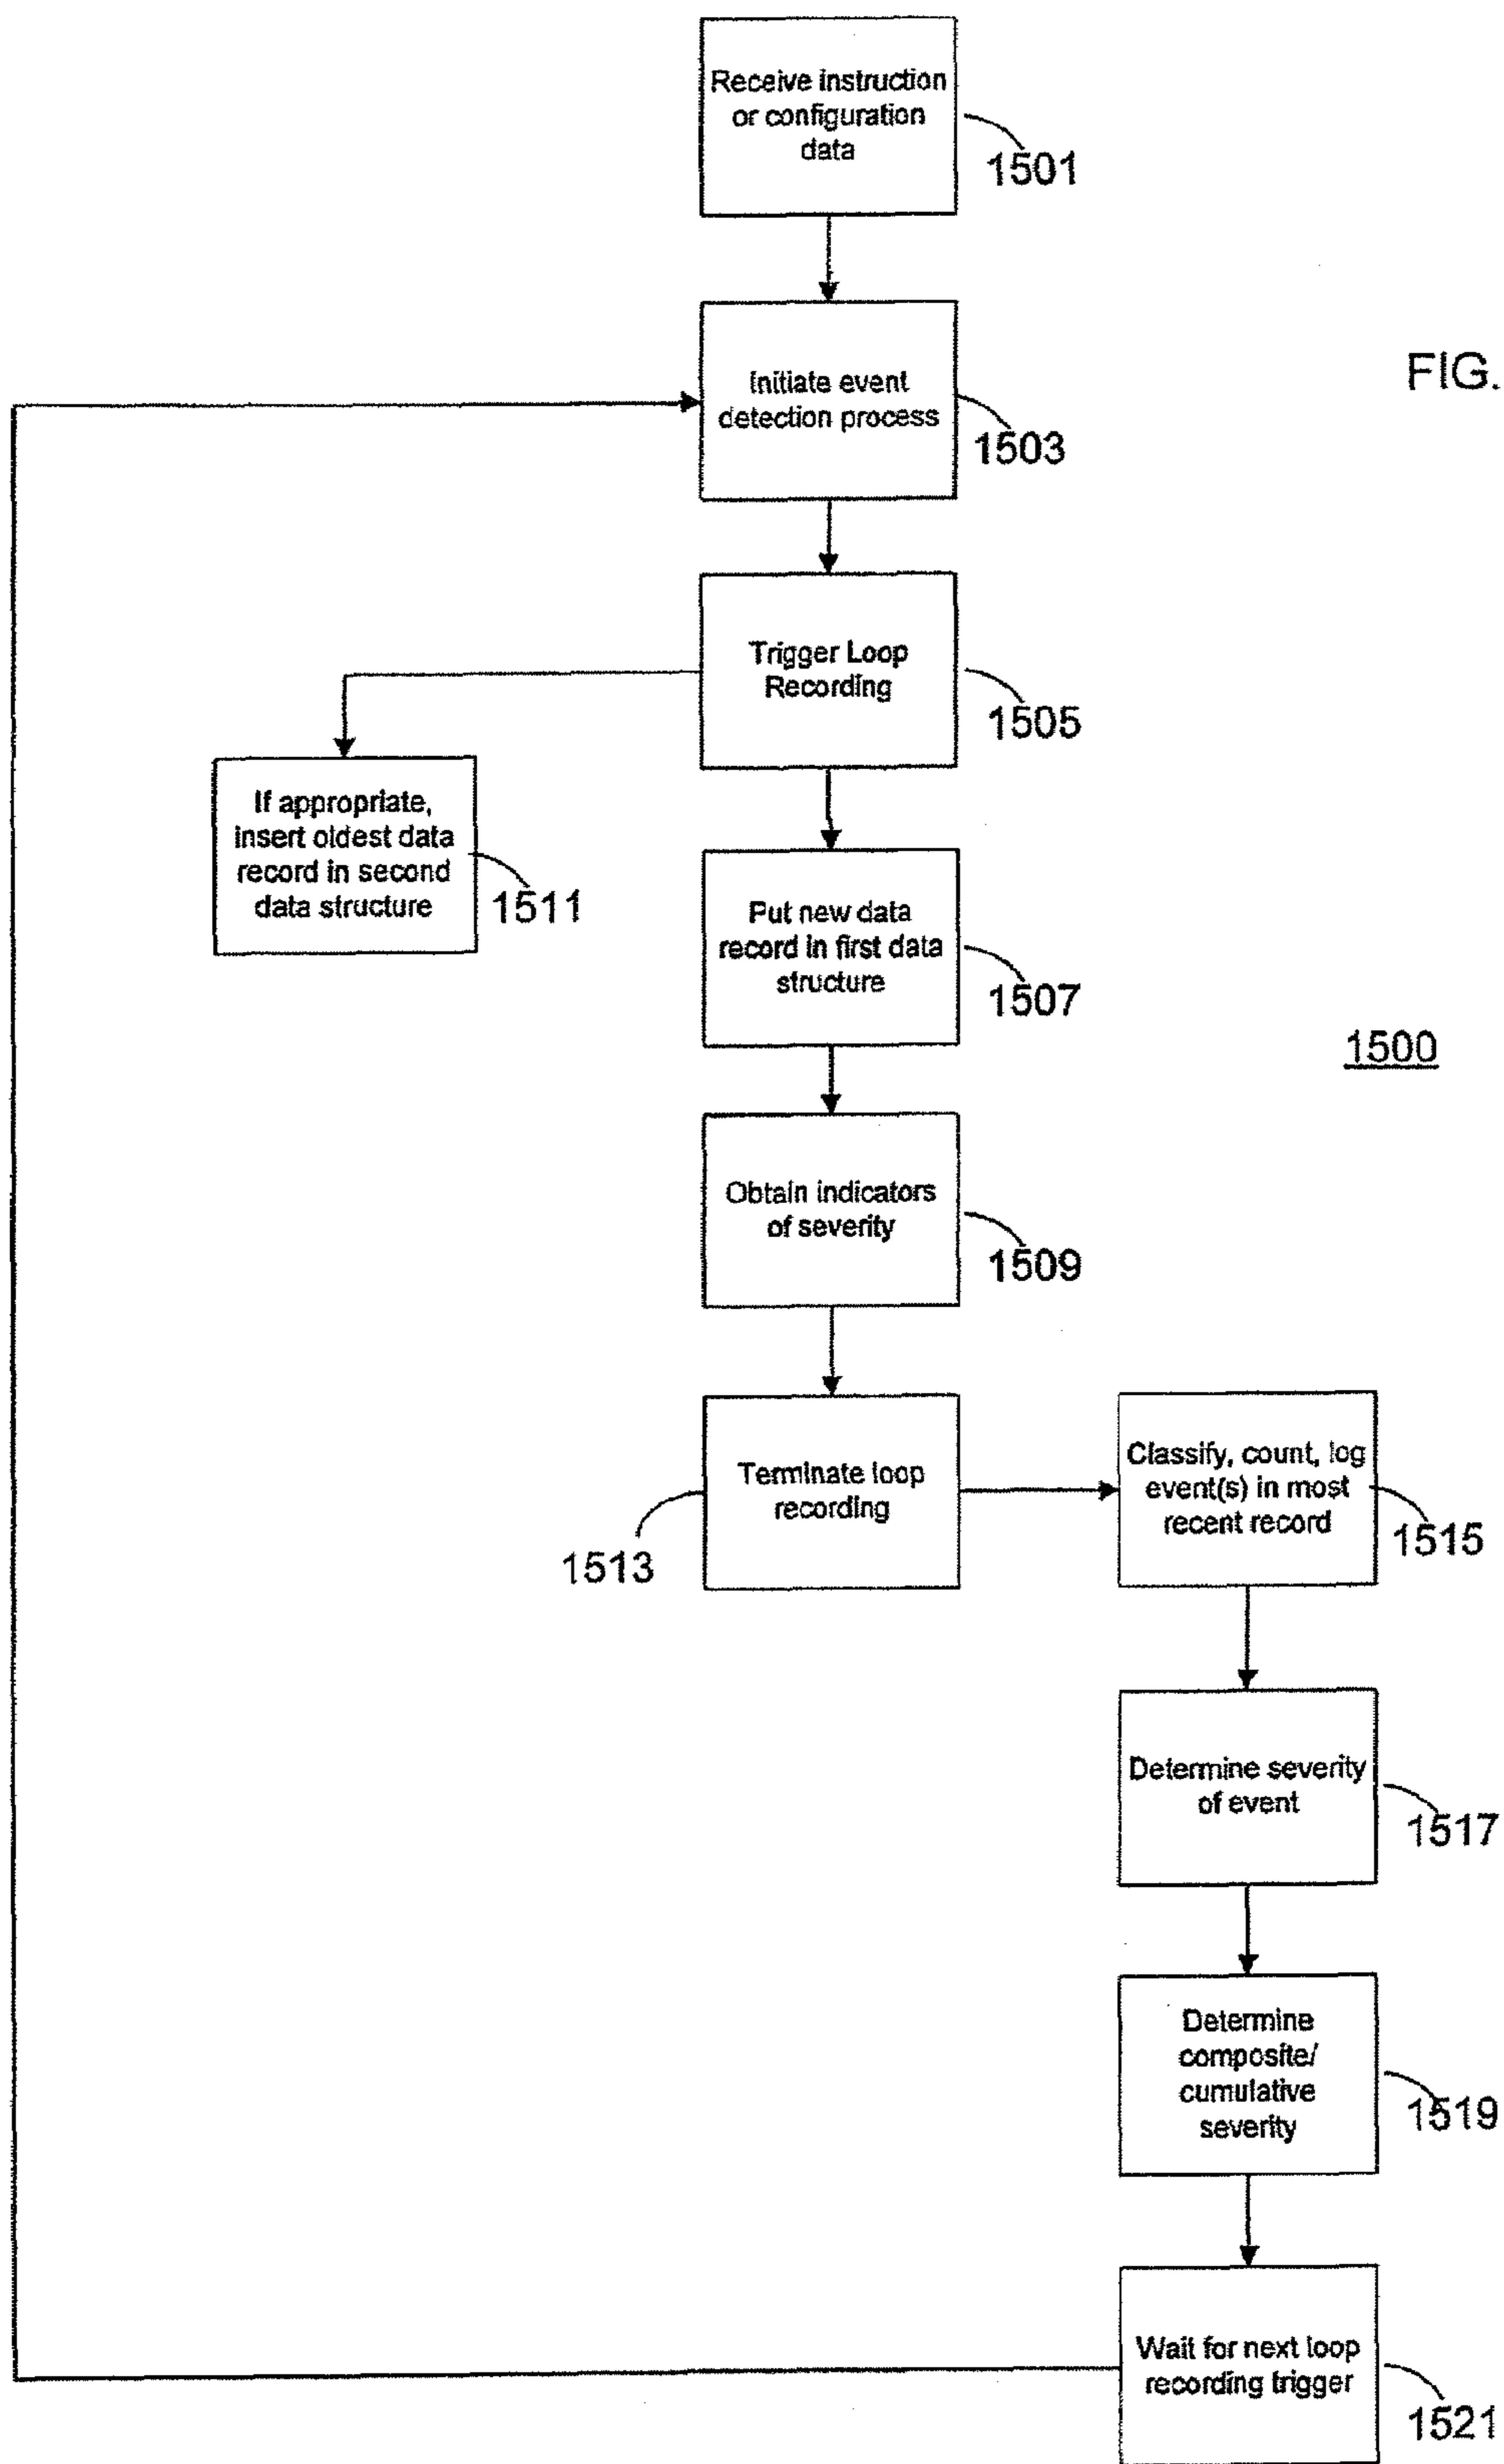 Receive instruction
or configuration
data
1501
FIG.
Initiate event
detection process
1503
Trigger Loop
Recording
1505
If appropriate,
insert oldest data
record in second
data structure
1511
Put new data
record in first data
structure
1507
1500
Obtain indicators
of severity
1509
Terminate loop
recording
1513
Classify, count, log
event(s) in most
recent record
1515
Determine severity
of event
1517
Determine
composite/
cumulative
severity
1519
Wait for next loop
recording trigger
1521